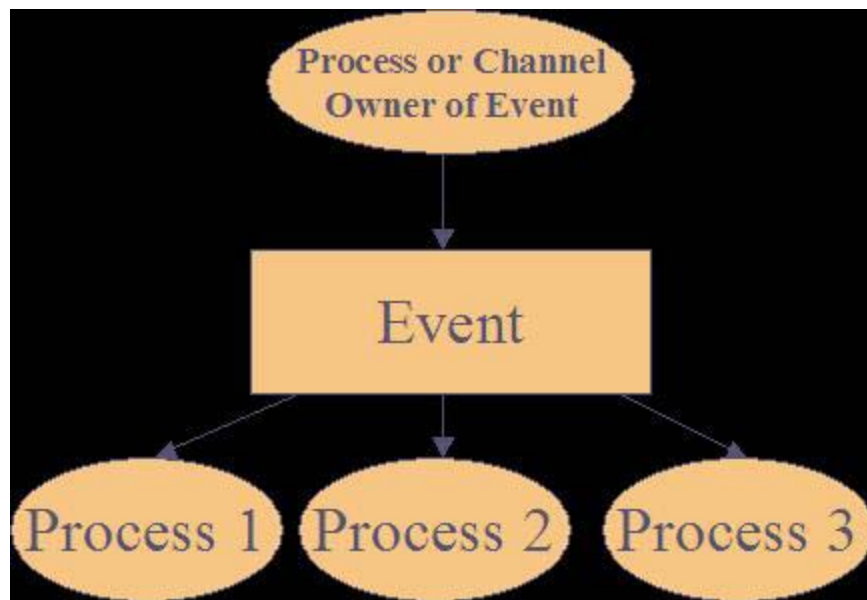 Process or Channel
Owner of Event
Event
Process 1
Process 2
Process 3